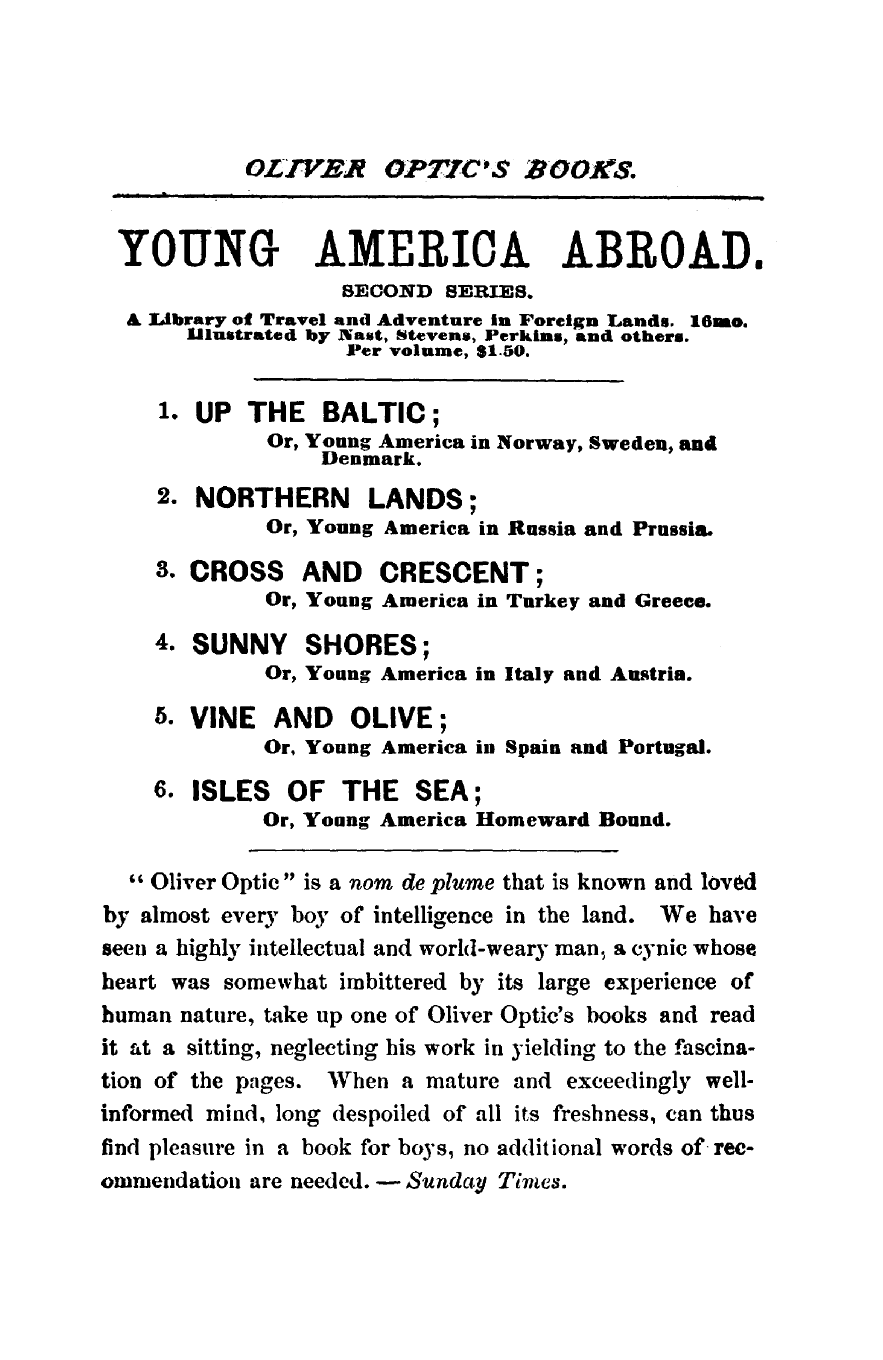 OLIVER OPTIC'S BOOKS.
YOUNG AMERICA ABROAD.
SECOND SERIES.
A Library of Travel and Adventure in Foreign Lands. 16mo.
Illustrated by Nast, Stevens, Perkins, and others.
Per volume, $1.50.
1. UP THE BALTIC;
Or, Young America in Norway, Sweden, and
Denmark.
2. NORTHERN LANDS;
Or, Young America in Russia and Prussia.
3. CROSS AND CRESCENT;
Or, Young America in Turkey and Greece.
4. SUNNY SHORES;
Or, Young America in Italy and Austria.
5. VINE AND OLIVE;
Or, Young America in Spain and Portugal.
6. ISLES OF THE SEA;
Or, Young America Homeward Bound.
“Oliver Optic” is a nom de plume that is known and loved
by almost every boy of intelligence in the land. We have
seen a highly intellectual and world-weary man, a cynic whose
heart was somewhat imbittered by its large experience of
human nature, take up one of Oliver Optic's books and read
it at a sitting, neglecting his work in yielding to the fascina-
tion of the pages. When a mature and exceedingly well-
informed mind, long despoiled of all its freshness, can thus
find pleasure in a book for boys, no additional words of rec-
ommendation are needed. — Sunday Times.